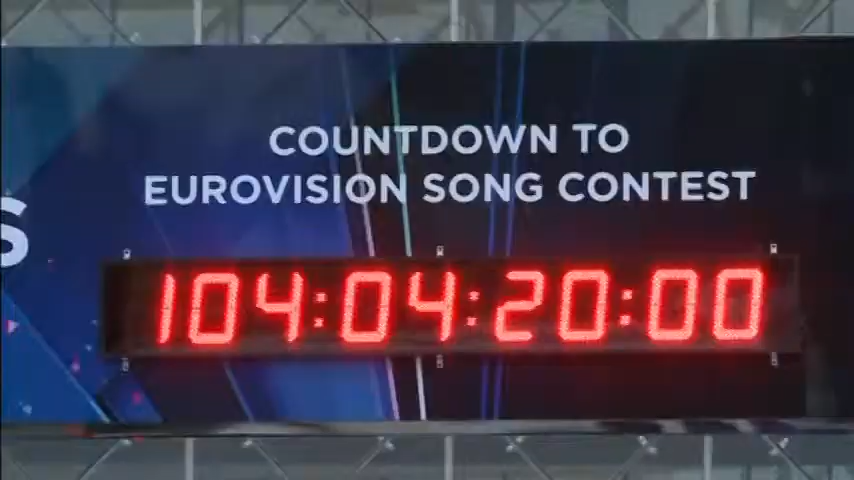 COUNTDOWN TO
EUROVISION SONG CONTEST
S
104:04:20:00